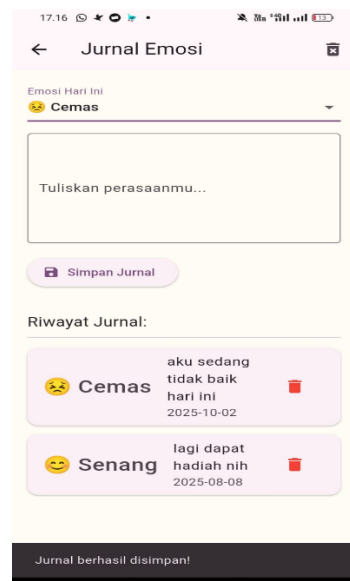 17.16
Jurnal Emosi
Emosi Hari Ini
😣 Cemas
Tuliskan perasaanmu...
Simpan Jurnal
Riwayat Jurnal:
😣 Cemas
aku sedang
tidak baik
hari ini
2025-10-02
😊 Senang
lagi dapat
hadiah nih
2025-08-08
Jurnal berhasil disimpan!